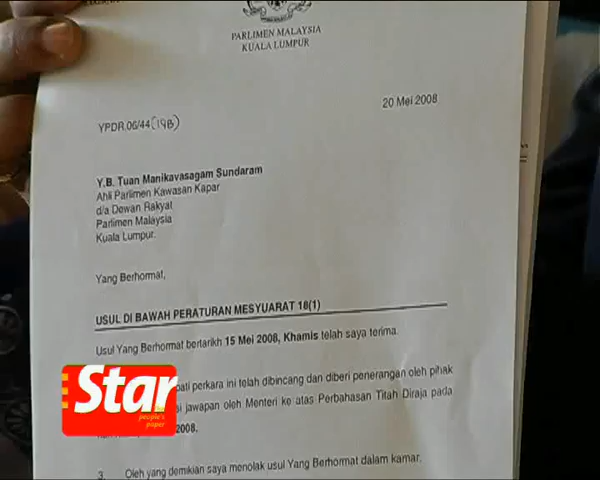 PARLIMEN MALAYSIA
KUALA LUMPUR
20 Mei 2008
YPDR.06/44(19B)
Y.B. Tuan Manikavasagam Sundaram
Ahli Parlimen Kawasan Kapar
d/a Dewan Rakyat
Parlimen Malaysia
Kuala Lumpur.
Yang Berhormat,
USUL DI BAWAH PERATURAN MESYUARAT 18(1)
Usul Yang Berhormat bertarikh 15 Mei 2008, Khamis telah saya terima.
perkara ini telah dibincang dan diberi penerangan oleh pihak
jawapan oleh Menteri ke atas Perbahasan Titah Diraja pada
2008.
3. Oleh yang demikian saya menolak usul Yang Berhormat dalam kamar.
Star
the people's paper